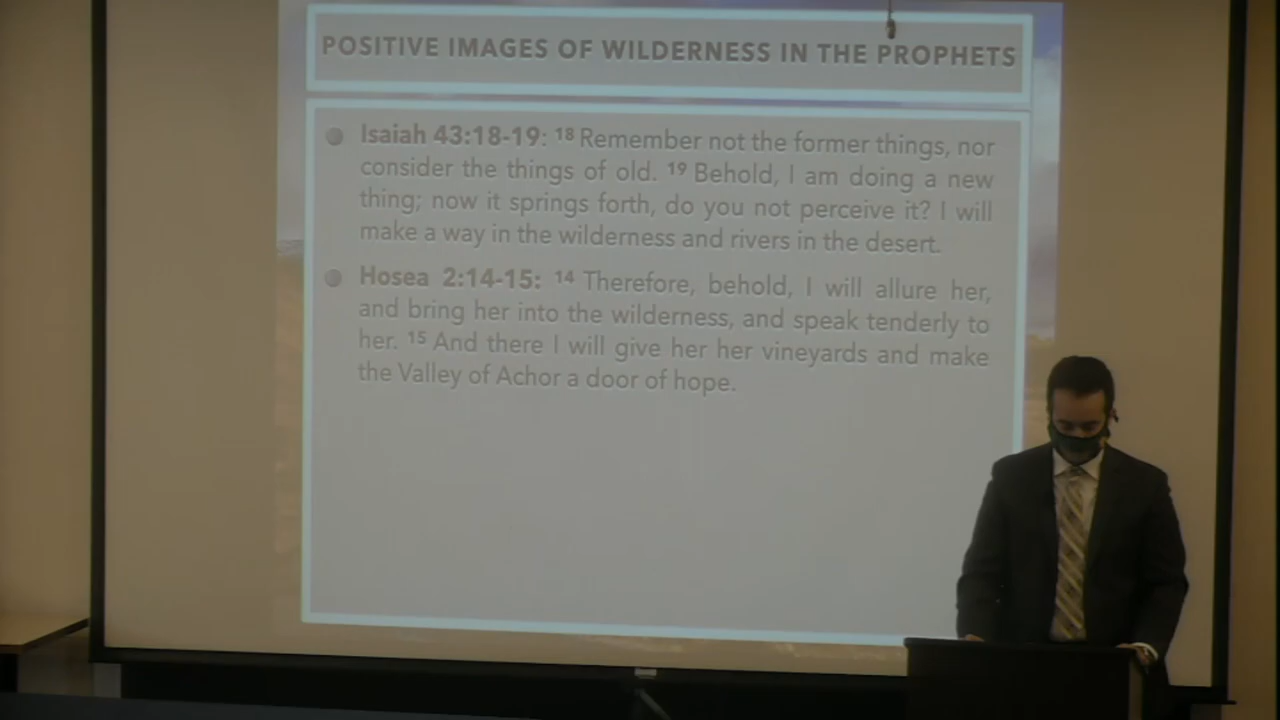 POSITIVE IMAGES OF WILDERNESS IN THE PROPHETS
Isaiah 43:18-19: 18 Remember not the former things, nor
consider the things of old. 19 Behold, I am doing a new
thing; now it springs forth, do you not perceive it? I will
make a way in the wilderness and rivers in the desert.
Hosea 2:14-15: 14 Therefore, behold, I will allure her,
and bring her into the wilderness, and speak tenderly to
her. 15 And there I will give her her vineyards and make
the Valley of Achor a door of hope.